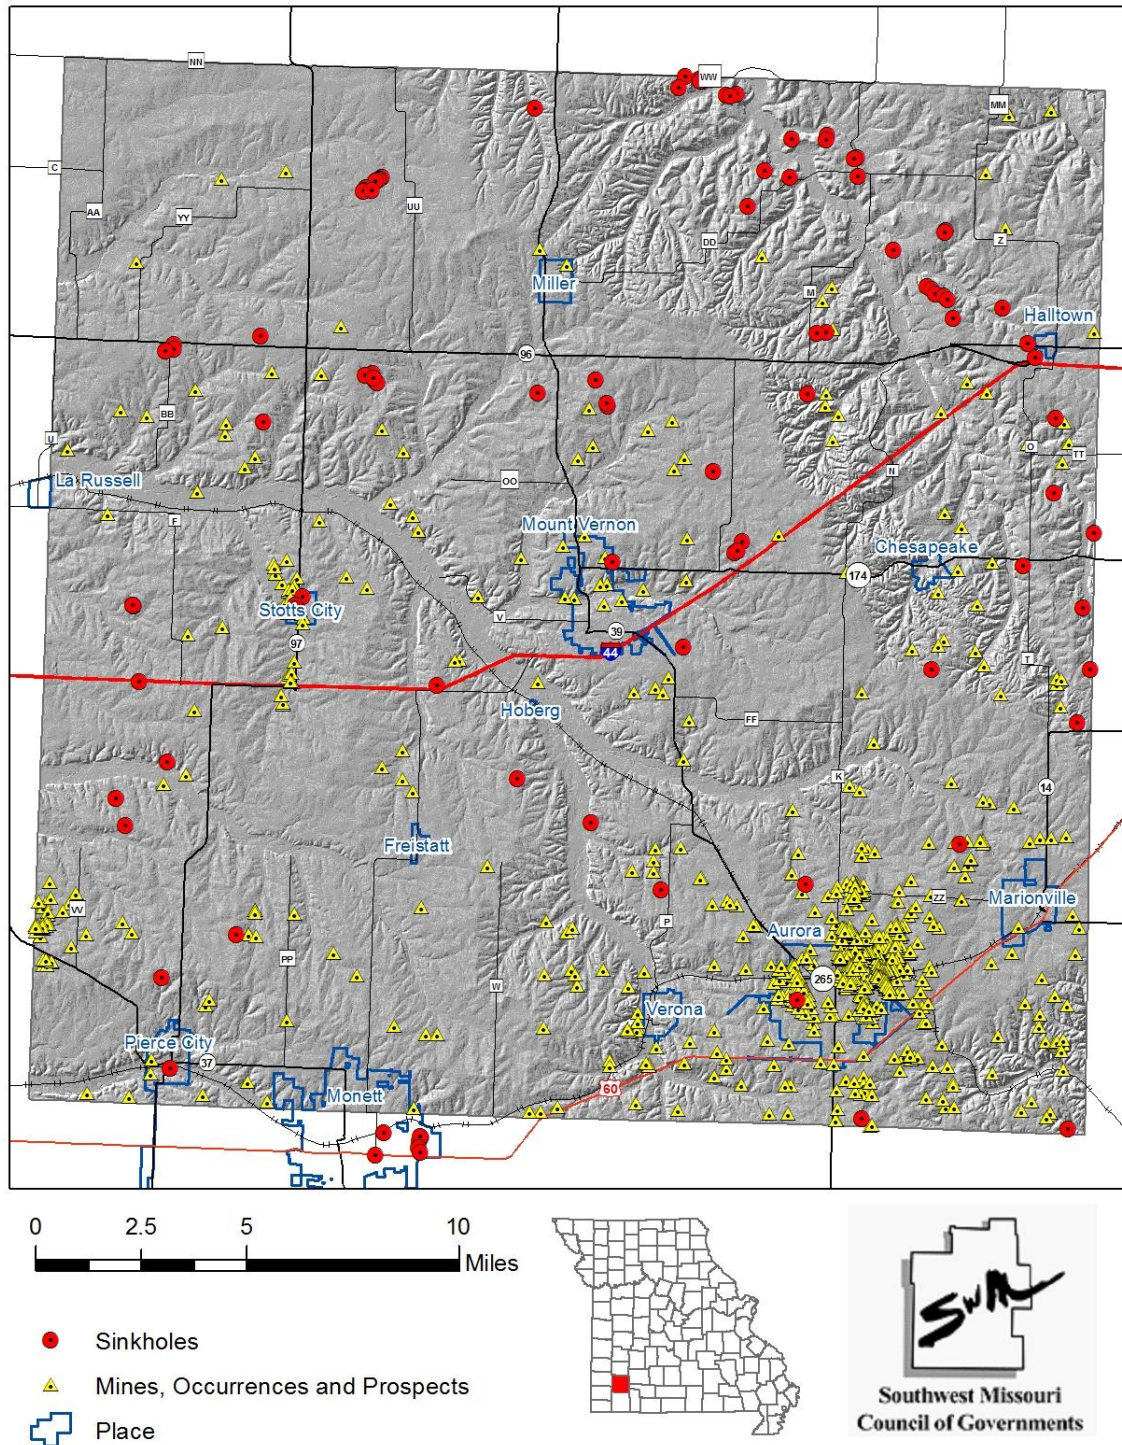 NN
WW
MM
C
AA
YY
UU
DD
Z
Miller
M
Halltown
96
BB
U
O
TT
La Russell
OO
N
F
Mount Vernon
Chesapeake
174
Stotts City
V
39
97
44
T
Hoberg
FF
K
14
Freistatt
VV
ZZ
Marionville
P
Aurora
PP
265
W
Verona
Pierce City
37
60
Monett
0 2.5 5 10
Miles
Sinkholes
Mines, Occurrences and Prospects
Place
SWM
Southwest Missouri
Council of Governments